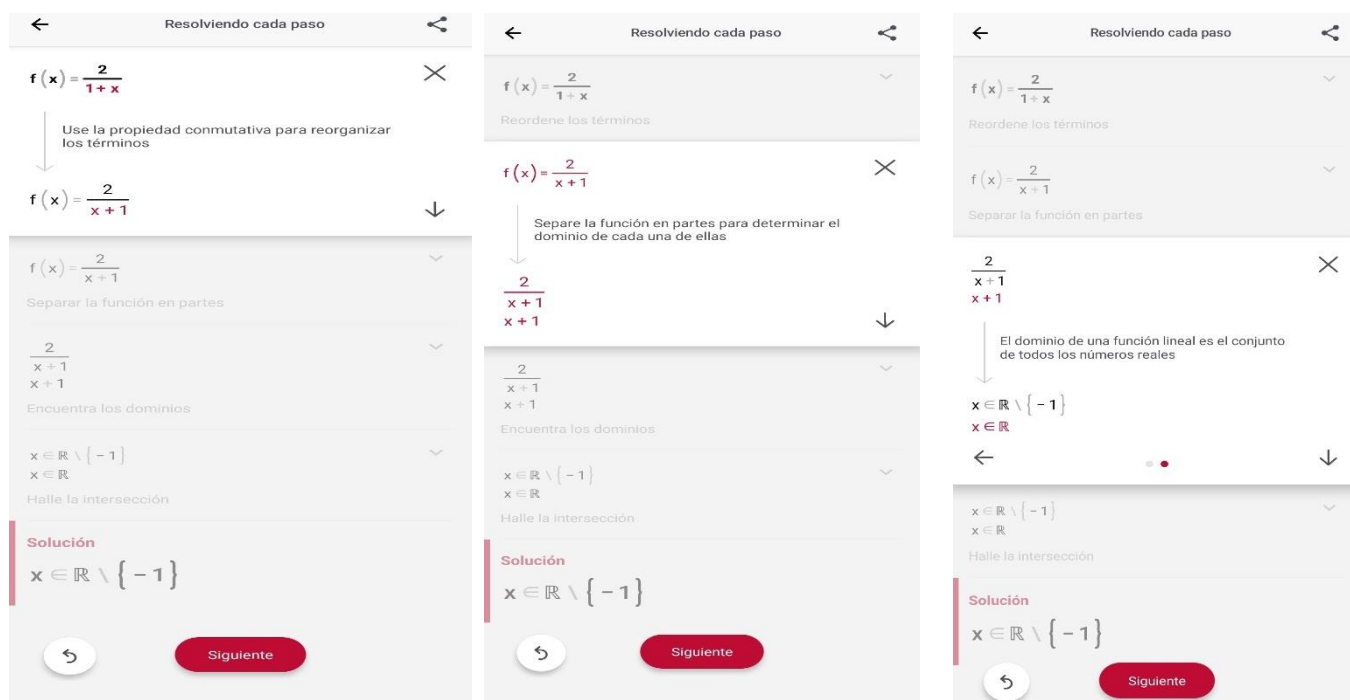 Resolviendo cada paso
f (x) = 2
1 + x
Use la propiedad conmutativa para reorganizar
los términos
f (x) = 2
x + 1
f (x) = 2
x + 1
Separar la función en partes
2
x + 1
x + 1
Encuentra los dominios
x ∈ ℝ \ { - 1 }
x ∈ ℝ
Halle la intersección
Solución
x ∈ ℝ \ { - 1 }
Siguiente
Resolviendo cada paso
f (x) = 2
1 + x
Reordene los términos
f (x) = 2
x + 1
Separe la función en partes para determinar el
dominio de cada una de ellas
2
x + 1
x + 1
2
x + 1
x + 1
Encuentra los dominios
x ∈ ℝ \ { - 1 }
x ∈ ℝ
Halle la intersección
Solución
x ∈ ℝ \ { - 1 }
Siguiente
Resolviendo cada paso
f (x) = 2
1 + x
Reordene los términos
f (x) = 2
x + 1
Separar la función en partes
2
x + 1
x + 1
El dominio de una función lineal es el conjunto
de todos los números reales
x ∈ ℝ \ { - 1 }
x ∈ ℝ
x ∈ ℝ \ { - 1 }
x ∈ ℝ
Halle la intersección
Solución
x ∈ ℝ \ { - 1 }
Siguiente